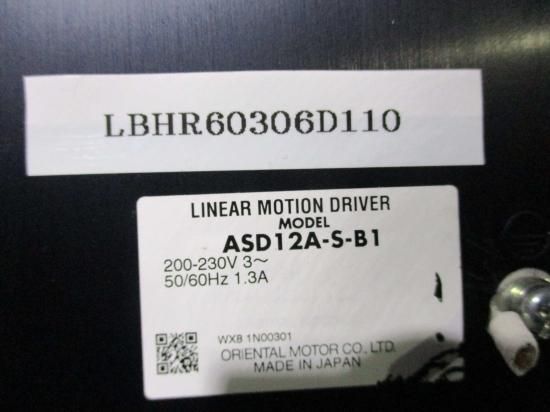 LBHR60306D110
LINEAR MOTION DRIVER
MODEL
ASD12A-S-B1
200-230V 3~
50/60Hz 1.3A
WX8 1N00301
ORIENTAL MOTOR CO., LTD.
MADE IN JAPAN